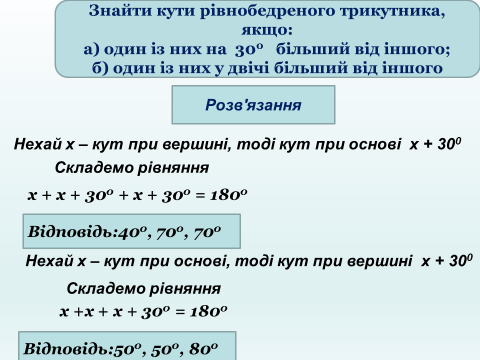 Знайти кути рівнобедреного трикутника,
якщо:
а) один із них на 30⁰ більший від іншого;
б) один із них у двічі більший від іншого
Розв'язання
Нехай х – кут при вершині, тоді кут при основі х + 30⁰
Складемо рівняння
х + х + 30⁰ + х + 30⁰ = 180⁰
Відповідь:40⁰, 70⁰, 70⁰
Нехай х – кут при основі, тоді кут при вершині х + 30⁰
Складемо рівняння
х +х + х + 30⁰ = 180⁰
Відповідь:50⁰, 50⁰, 80⁰